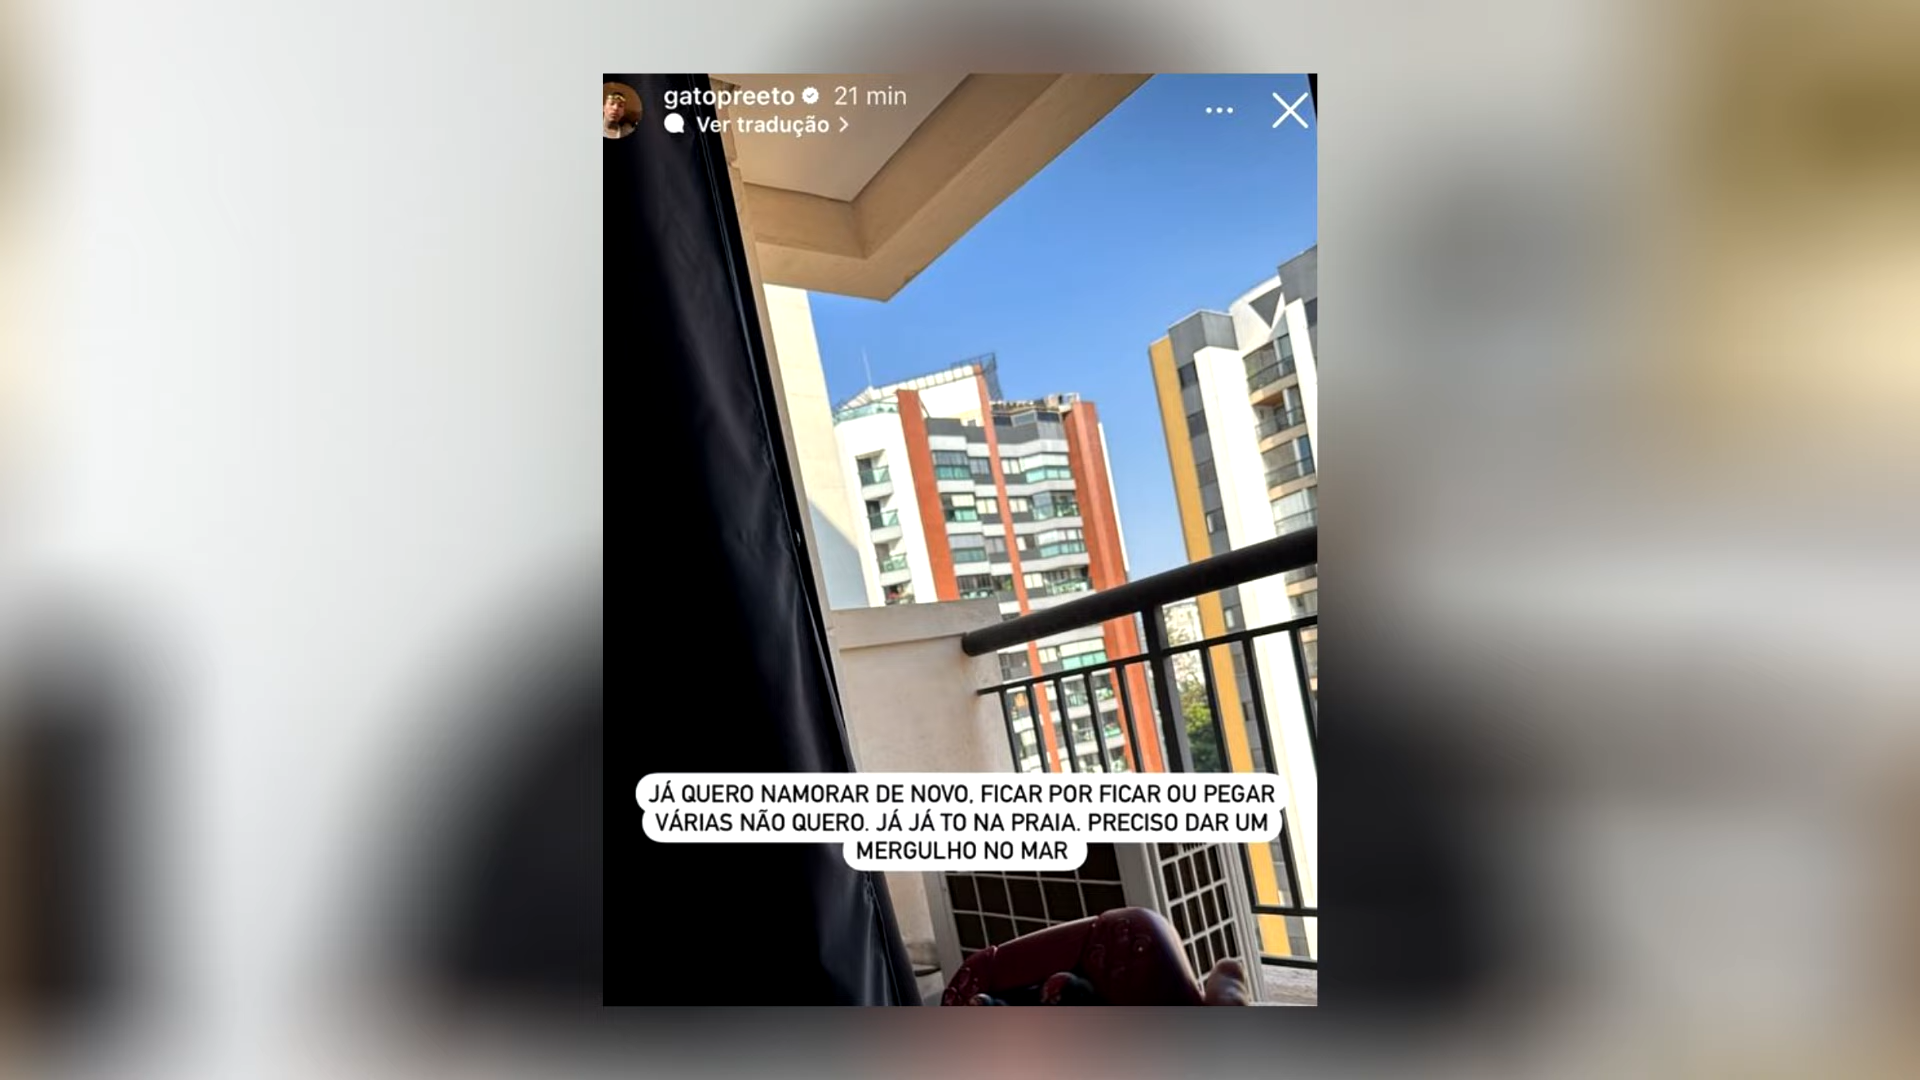 gatopreeto 21 min
Ver tradução
JÁ QUERO NAMORAR DE NOVO, FICAR POR FICAR OU PEGAR
VÁRIAS NÃO QUERO. JÁ JÁ TO NA PRAIA. PRECISO DAR UM
MERGULHO NO MAR